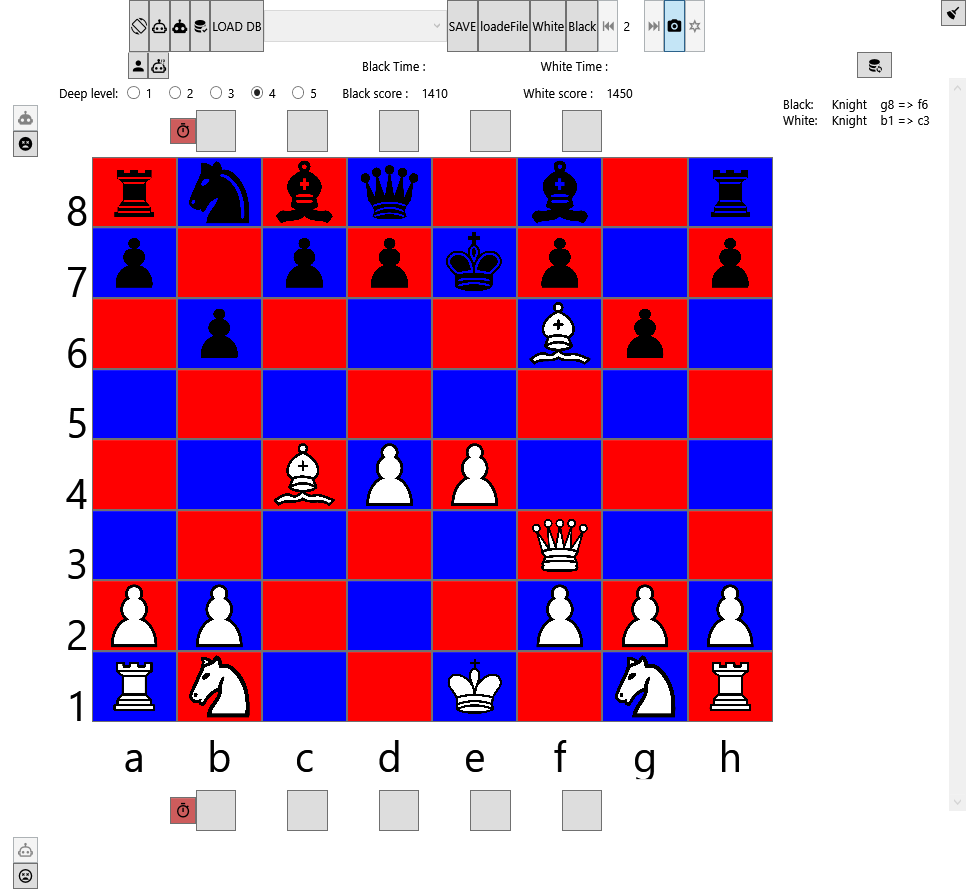 LOAD DB SAVE loadeFile White Black 2
Black Time : White Time :
Deep level: 1 2 3 4 5 Black score : 1410 White score : 1450
Black: Knight g8 => f6
White: Knight b1 => c3
8
7
6
5
4
3
2
1
a b c d e f g h